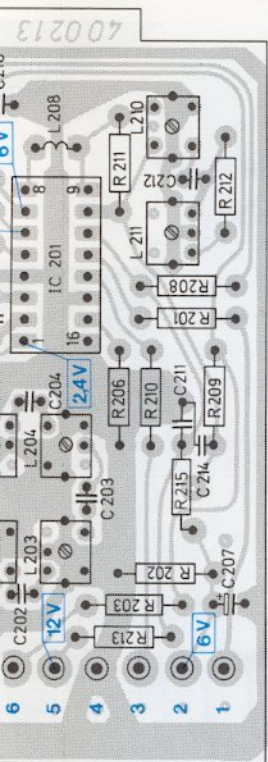 400213
C210
L208
L210
6V
R211
C212
R212
L211
8
9
IC 201
1
16
R208
R201
2,4V
C204
L204
R206
R210
C211
R209
C214
R215
C203
L203
C202
R202
C207
+
R203
R213
12V
6V
6
5
4
3
2
1